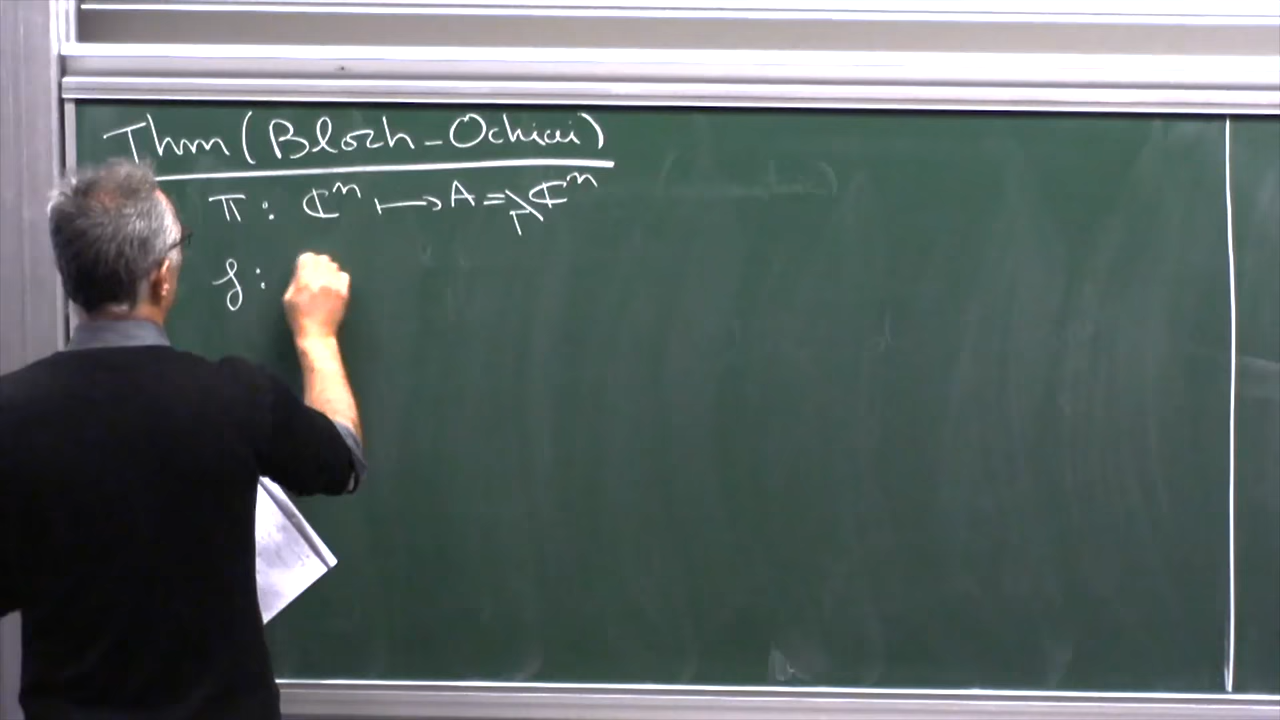 Thm (Bloch-Ochiai)
π: ℂⁿ ↦ A = Γ\ℂⁿ
f: